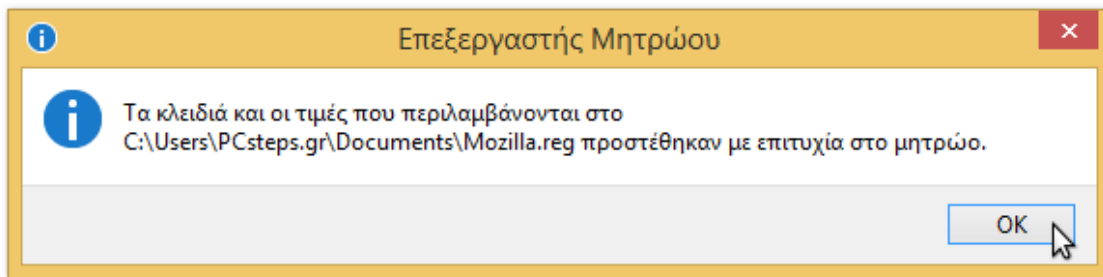 Επεξεργαστής Μητρώου
Τα κλειδιά και οι τιμές που περιλαμβάνονται στο
C:\Users\PCsteps.gr\Documents\Mozilla.reg προστέθηκαν με επιτυχία στο μητρώο.
OK